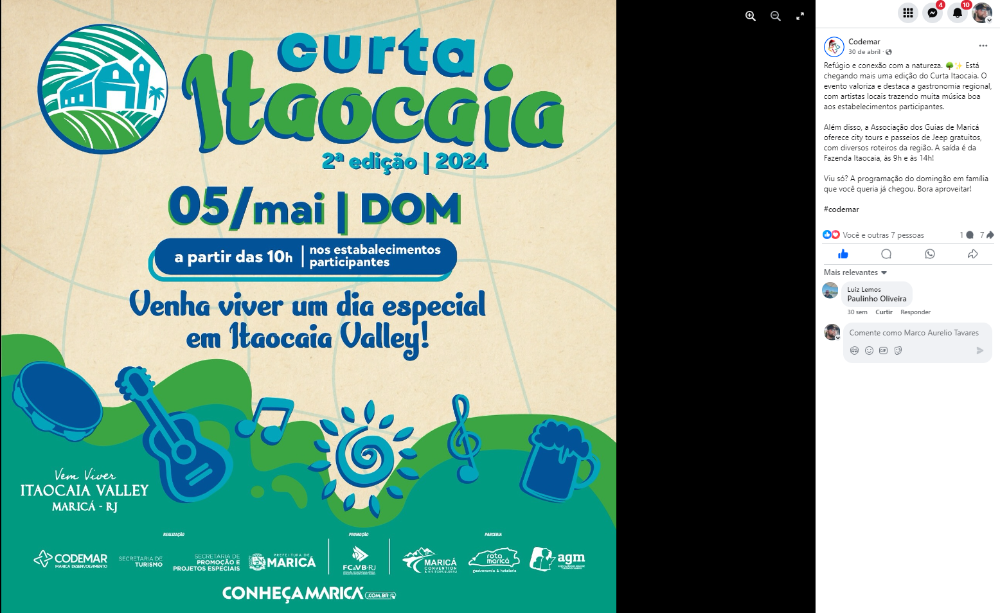 curta
Itaocaia
2ª edição | 2024
05/mai | DOM
a partir das 10h | nos estabalecimentos
participantes
Venha viver um dia especial
em Itaocaia Valley!
Vem Viver
ITAOCAIA VALLEY
MARICÁ - RJ
REALIZAÇÃO
PROMOÇÃO
PARCERIA
CODEMAR
MARICÁ DESENVOLVIMENTO
SECRETARIA DE
TURISMO
SECRETARIA DE
PROMOÇÃO E
PROJETOS ESPECIAIS
PREFEITURA DE
MARICÁ
FC&VB-RJ
MARICÁ
CONVENTION
& VISITORS BUREAU
rota
maricá
gastronomia & hotelaria
agm
CONHEÇA MARICÁ .COM.BR
4
10
Codemar
30 de abril ·
Refúgio e conexão com a natureza. 🌳✨ Está
chegando mais uma edição do Curta Itaocaia. O
evento valoriza e destaca a gastronomia regional,
com artistas locais trazendo muita música boa
aos estabelecimentos participantes.
Além disso, a Associação dos Guias de Maricá
oferece city tours e passeios de Jeep gratuitos,
com diversos roteiros da região. A saída é da
Fazenda Itaocaia, às 9h e às 14h!
Viu só? A programação do domingão em família
que você queria já chegou. Bora aproveitar!
#codemar
Você e outras 7 pessoas
1
7
Mais relevantes
Luiz Lemos
Paulinho Oliveira
30 sem Curtir Responder
Comente como Marco Aurelio Tavares
GIF